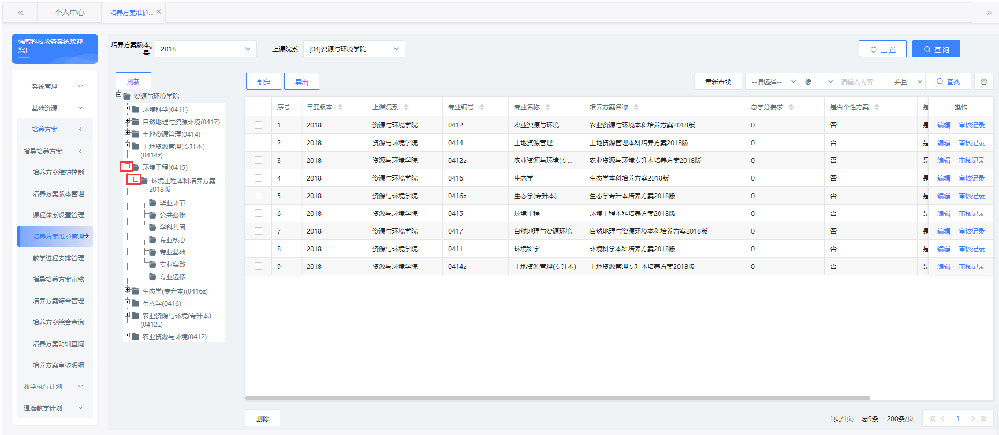 个人中心
培养方案维护...
强智科技教务系统欢迎
您!
培养方案版本号*
2018
上课院系
[04]资源与环境学院
重 置
查 询
系统管理
基础资源
培养方案
指导培养方案
培养方案维护控制
培养方案版本管理
课程体系设置管理
培养方案维护管理
教学进程安排管理
指导培养方案审核
培养方案综合管理
培养方案综合查询
培养方案明细查询
培养方案审核明细
教学执行计划
通选教学计划
刷新
资源与环境学院
环境科学(0411)
自然地理与资源环境(0417)
土地资源管理(0414)
土地资源管理(专升本)
(0414z)
环境工程(0415)
环境工程本科培养方案
2018版
毕业环节
公共必修
学科共同
专业核心
专业基础
专业实践
专业选修
生态学(专升本)(0416z)
生态学(0416)
农业资源与环境(专升本)
(0412z)
农业资源与环境(0412)
制定 导出 重新查找 --请选择-- 像 请输入内容 并且 查找
序号 年度版本 上课院系 专业编号 专业名称 培养方案名称 总学分要求 是否个性方案 是 操作
1 2018 资源与环境学院 0412 农业资源与环境 农业资源与环境本科培养方案2018版 0 否 是 编辑 审核记录
2 2018 资源与环境学院 0414 土地资源管理 土地资源管理本科培养方案2018版 0 否 是 编辑 审核记录
3 2018 资源与环境学院 0412z 农业资源与环境(专... 农业资源与环境专升本培养方案2018版 0 否 是 编辑 审核记录
4 2018 资源与环境学院 0416 生态学 生态学本科培养方案2018版 0 否 是 编辑 审核记录
5 2018 资源与环境学院 0416z 生态学(专升本) 生态学专升本培养方案2018版 0 否 是 编辑 审核记录
6 2018 资源与环境学院 0415 环境工程 环境工程本科培养方案2018版 0 否 是 编辑 审核记录
7 2018 资源与环境学院 0417 自然地理与资源环境 自然地理与资源环境本科培养方案2018版 0 否 是 编辑 审核记录
8 2018 资源与环境学院 0411 环境科学 环境科学本科培养方案2018版 0 否 是 编辑 审核记录
9 2018 资源与环境学院 0414z 土地资源管理(专升本) 土地资源管理专升本培养方案2018版 0 否 是 编辑 审核记录
删除
1页/1页 总9条 200条/页 1